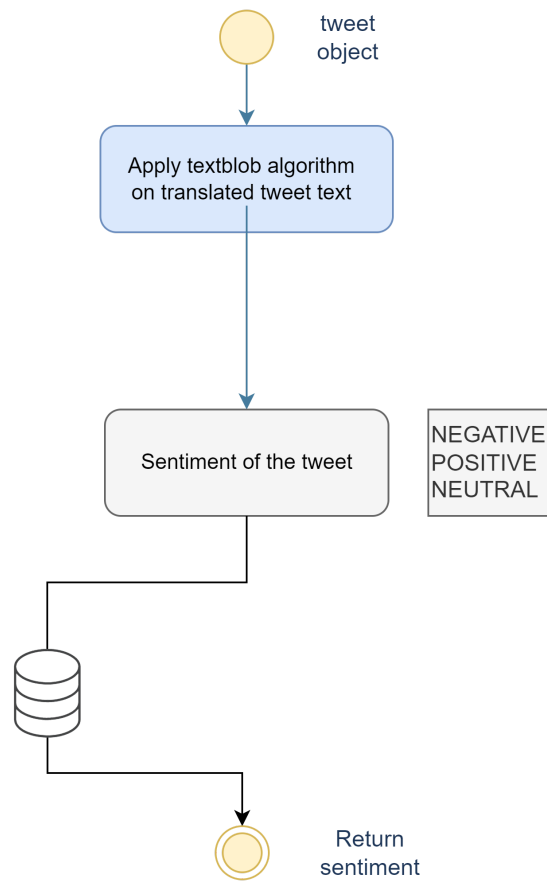 tweet
object
Apply textblob algorithm
on translated tweet text
Sentiment of the tweet
NEGATIVE
POSITIVE
NEUTRAL
Return
sentiment